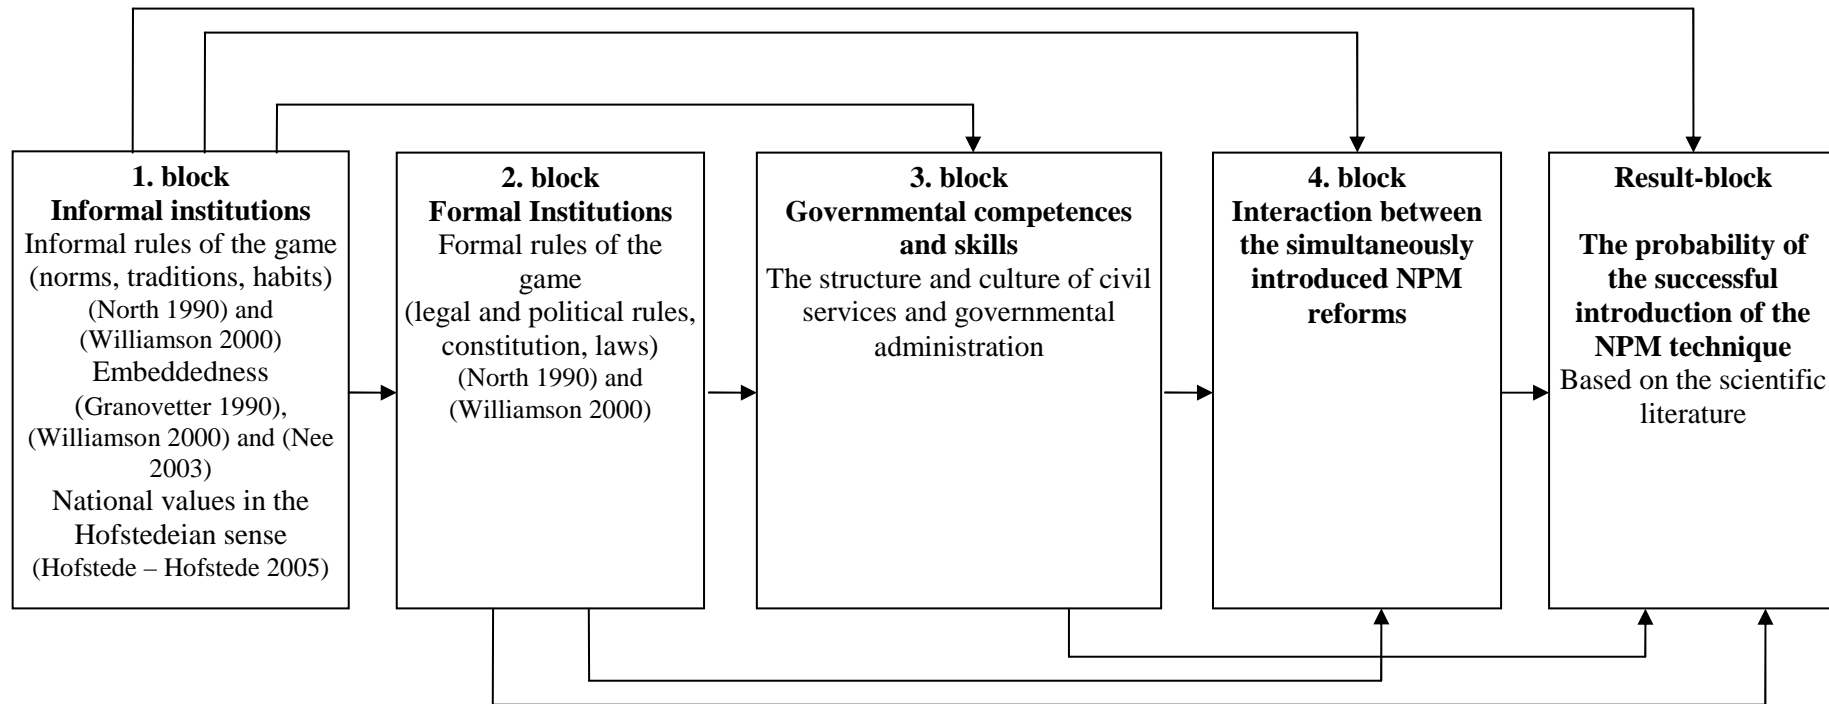 1. block
Informal institutions
Informal rules of the game
(norms, traditions, habits)
(North 1990) and
(Williamson 2000)
Embeddedness
(Granovetter 1990),
(Williamson 2000) and (Nee
2003)
National values in the
Hofstedeian sense
(Hofstede – Hofstede 2005)
2. block
Formal Institutions
Formal rules of the
game
(legal and political rules,
constitution, laws)
(North 1990) and
(Williamson 2000)
3. block
Governmental competences
and skills
The structure and culture of civil
services and governmental
administration
4. block
Interaction between
the simultaneously
introduced NPM
reforms
Result-block
The probability of
the successful
introduction of the
NPM technique
Based on the scientific
literature